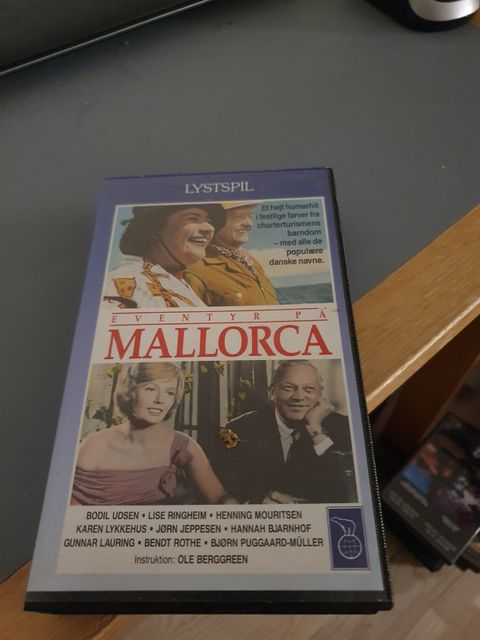 LYSTSPIL
Et højt humørhit
i festlige farver fra
charterturismens
barndom
– med alle de
populære
danske navne.
EVENTYR PÅ
MALLORCA
BODIL UDSEN • LISE RINGHEIM • HENNING MOURITSEN
KAREN LYKKEHUS • JØRN JEPPESEN • HANNAH BJARNHOF
GUNNAR LAURING • BENDT ROTHE • BJØRN PUGGAARD-MÜLLER
Instruktion: OLE BERGGREEN